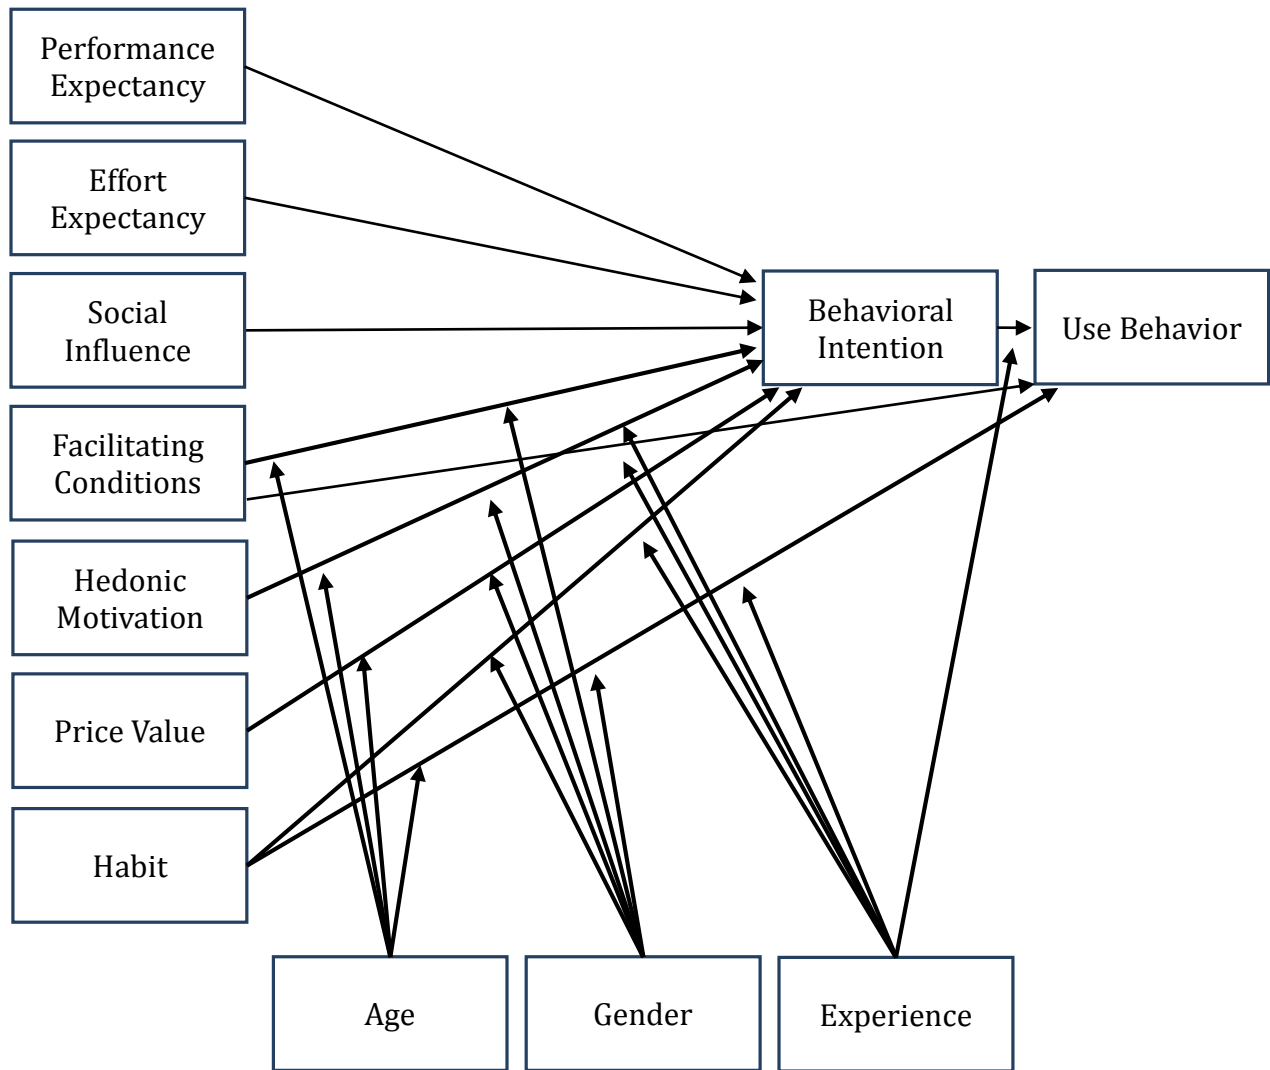 Performance
Expectancy
Effort
Expectancy
Social
Influence
Facilitating
Conditions
Hedonic
Motivation
Price Value
Habit
Behavioral
Intention
Use Behavior
Age
Gender
Experience